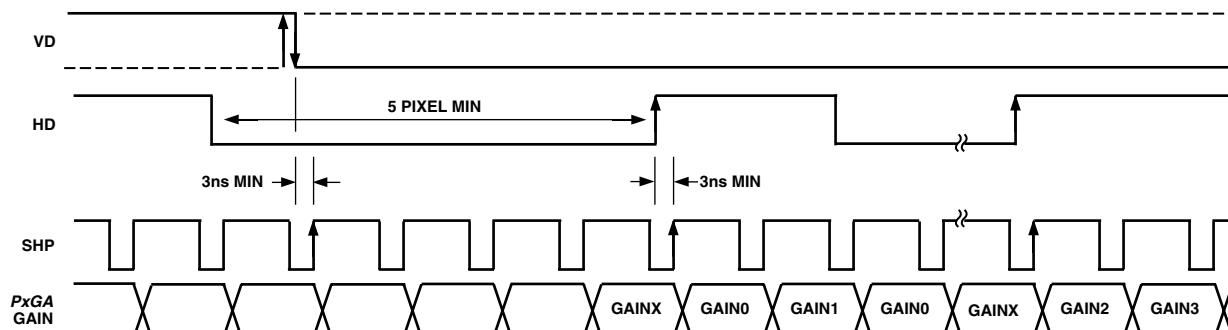 VD
HD
5 PIXEL MIN
3ns MIN
3ns MIN
SHP
PxGA
GAIN
GAINX
GAIN0
GAIN1
GAIN0
GAINX
GAIN2
GAIN3